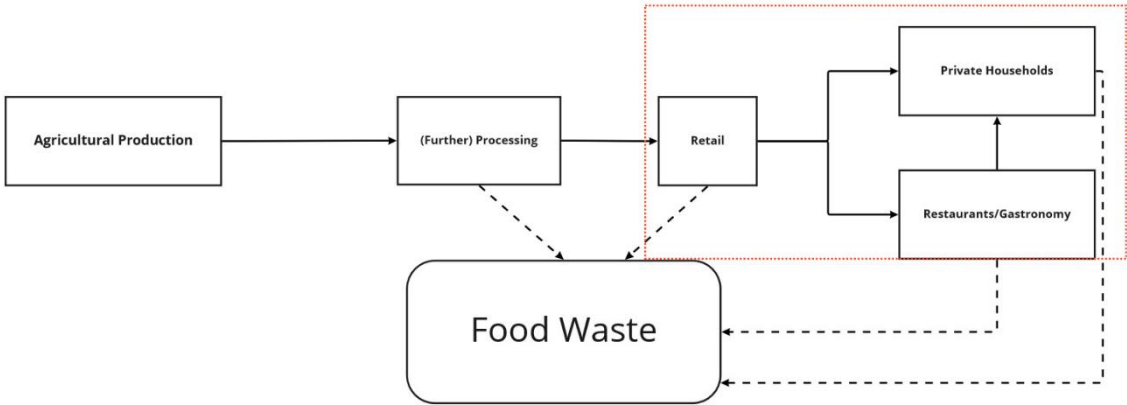 Private Households
Agricultural Production
(Further) Processing
Retail
Restaurants/Gastronomy
Food Waste